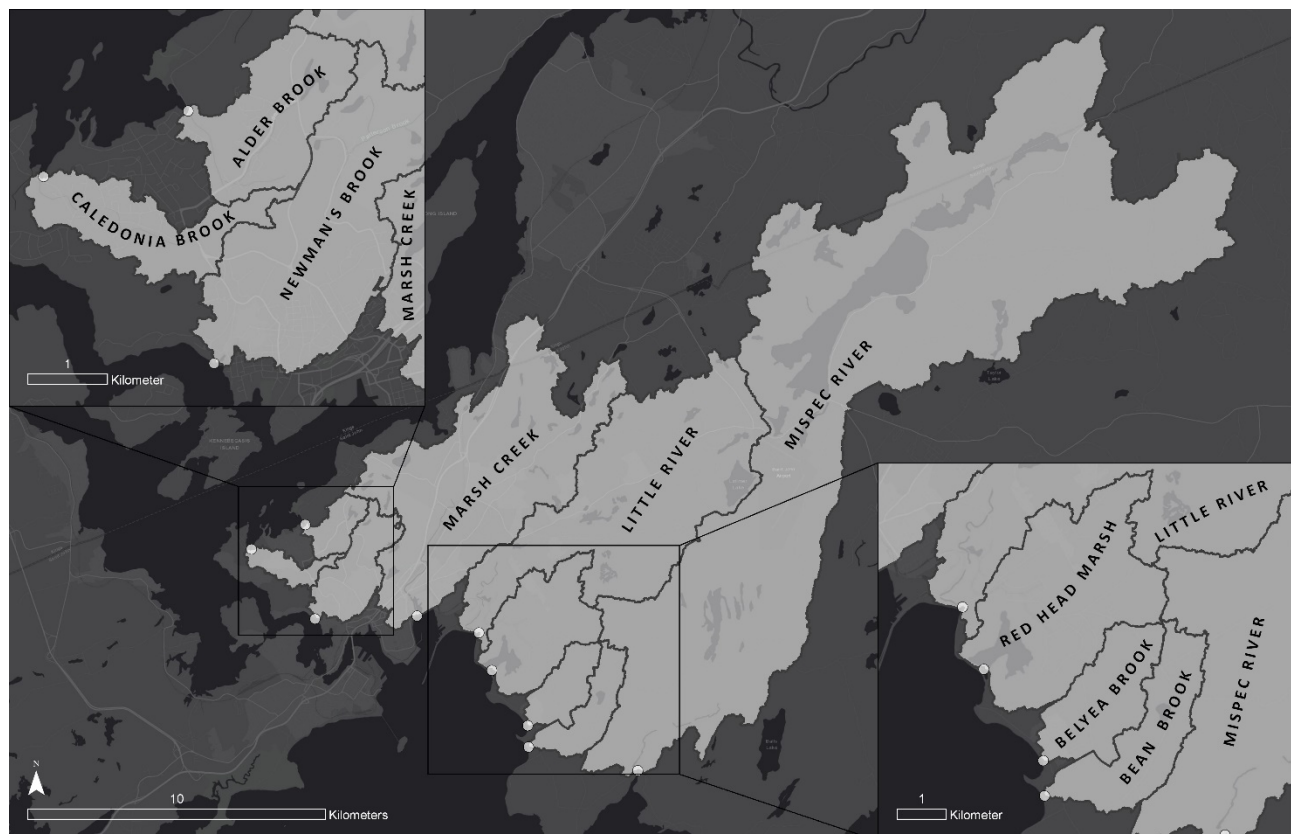 ALDER BROOK
CALEDONIA BROOK
NEWMAN'S BROOK
MARSH CREEK
1
Kilometer
MISPEC RIVER
MARSH CREEK
LITTLE RIVER
LITTLE RIVER
RED HEAD MARSH
BELYEA BROOK
BEAN BROOK
MISPEC RIVER
1
Kilometer
N
10
Kilometers